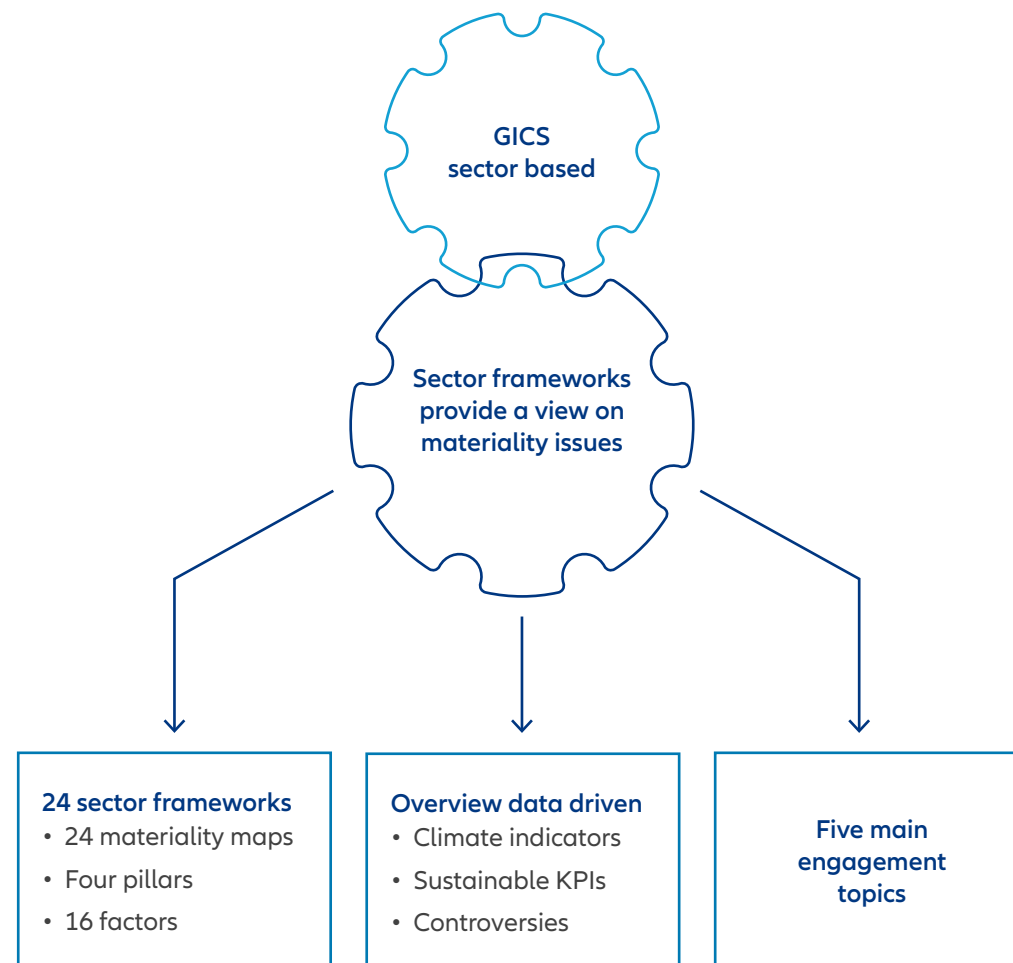 GICS
sector based
Sector frameworks
provide a view on
materiality issues
24 sector frameworks
• 24 materiality maps
• Four pillars
• 16 factors
Overview data driven
• Climate indicators
• Sustainable KPIs
• Controversies
Five main
engagement
topics